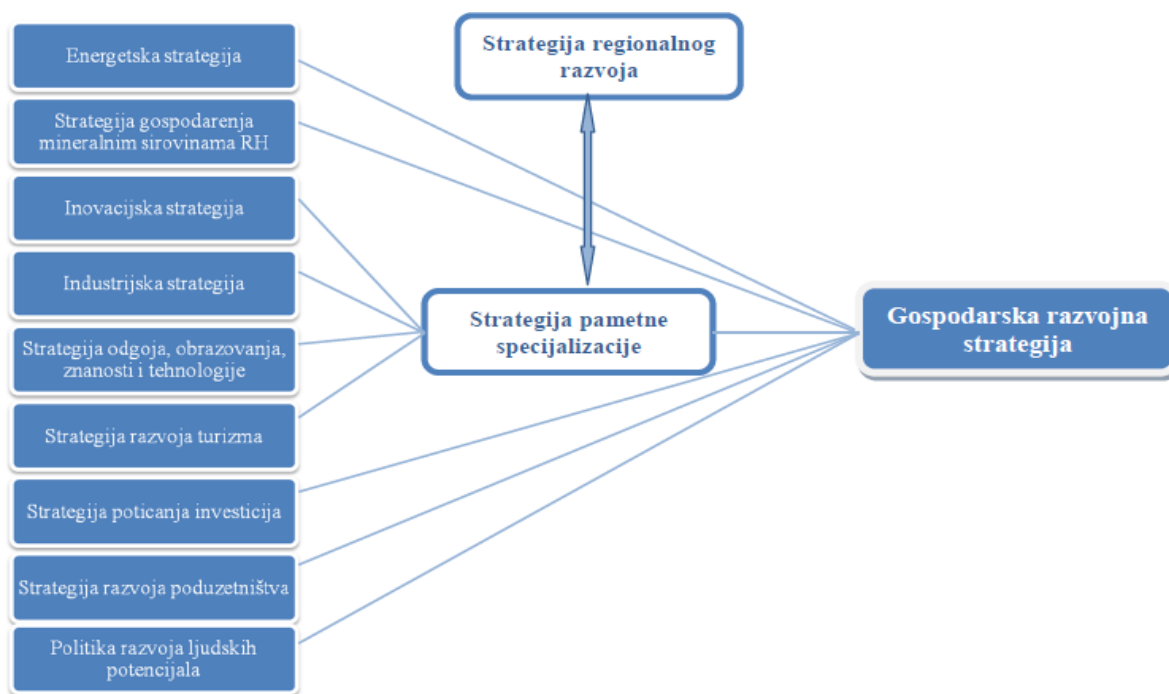 Energetska strategija
Strategija gospodarenja
mineralnim sirovinama RH
Inovacijska strategija
Industrijska strategija
Strategija odgoja, obrazovanja,
znanosti i tehnologije
Strategija razvoja turizma
Strategija poticanja investicija
Strategija razvoja poduzetništva
Politika razvoja ljudskih
potencijala
Strategija regionalnog
razvoja
Strategija pametne
specijalizacije
Gospodarska razvojna
strategija